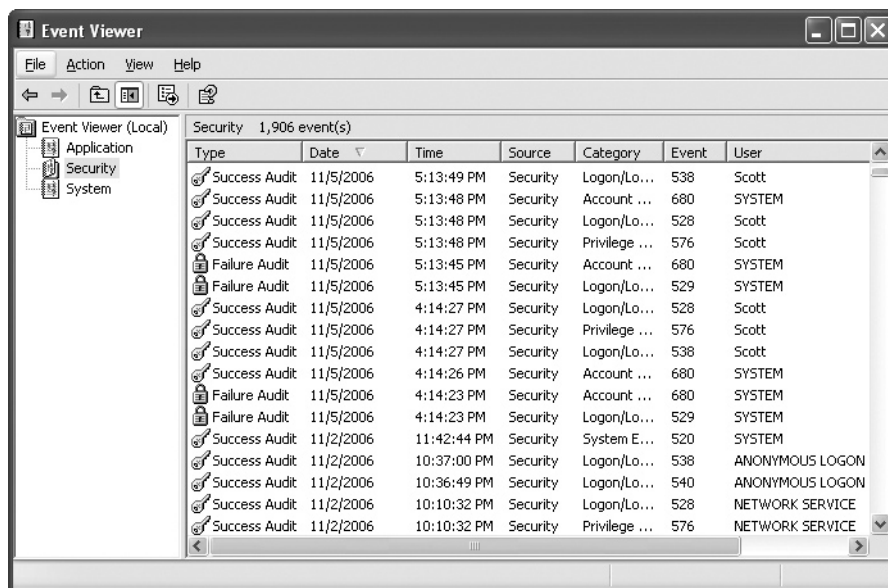 Event Viewer
File Action View Help
Event Viewer (Local)
Application
Security
System
Security 1,906 event(s)
Type Date Time Source Category Event User
Success Audit 11/5/2006 5:13:49 PM Security Logon/Lo... 538 Scott
Success Audit 11/5/2006 5:13:48 PM Security Account ... 680 SYSTEM
Success Audit 11/5/2006 5:13:48 PM Security Logon/Lo... 528 Scott
Success Audit 11/5/2006 5:13:48 PM Security Privilege ... 576 Scott
Failure Audit 11/5/2006 5:13:45 PM Security Account ... 680 SYSTEM
Failure Audit 11/5/2006 5:13:45 PM Security Logon/Lo... 529 SYSTEM
Success Audit 11/5/2006 4:14:27 PM Security Logon/Lo... 528 Scott
Success Audit 11/5/2006 4:14:27 PM Security Privilege ... 576 Scott
Success Audit 11/5/2006 4:14:27 PM Security Logon/Lo... 538 Scott
Success Audit 11/5/2006 4:14:26 PM Security Account ... 680 SYSTEM
Failure Audit 11/5/2006 4:14:23 PM Security Account ... 680 SYSTEM
Failure Audit 11/5/2006 4:14:23 PM Security Logon/Lo... 529 SYSTEM
Success Audit 11/2/2006 11:42:44 PM Security System E... 520 SYSTEM
Success Audit 11/2/2006 10:37:00 PM Security Logon/Lo... 538 ANONYMOUS LOGON
Success Audit 11/2/2006 10:36:49 PM Security Logon/Lo... 540 ANONYMOUS LOGON
Success Audit 11/2/2006 10:10:32 PM Security Logon/Lo... 528 NETWORK SERVICE
Success Audit 11/2/2006 10:10:32 PM Security Privilege ... 576 NETWORK SERVICE